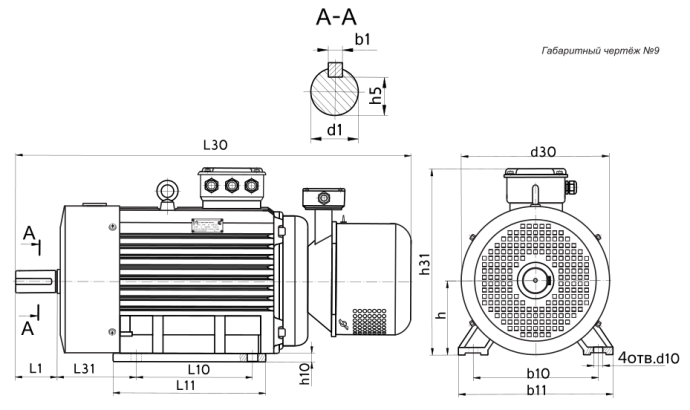 А-А
b1
Габаритный чертёж №9
h5
d1
L30
d30
А
h31
h
А
4отв.d10
L1
L31
L10
h10
b10
L11
b11